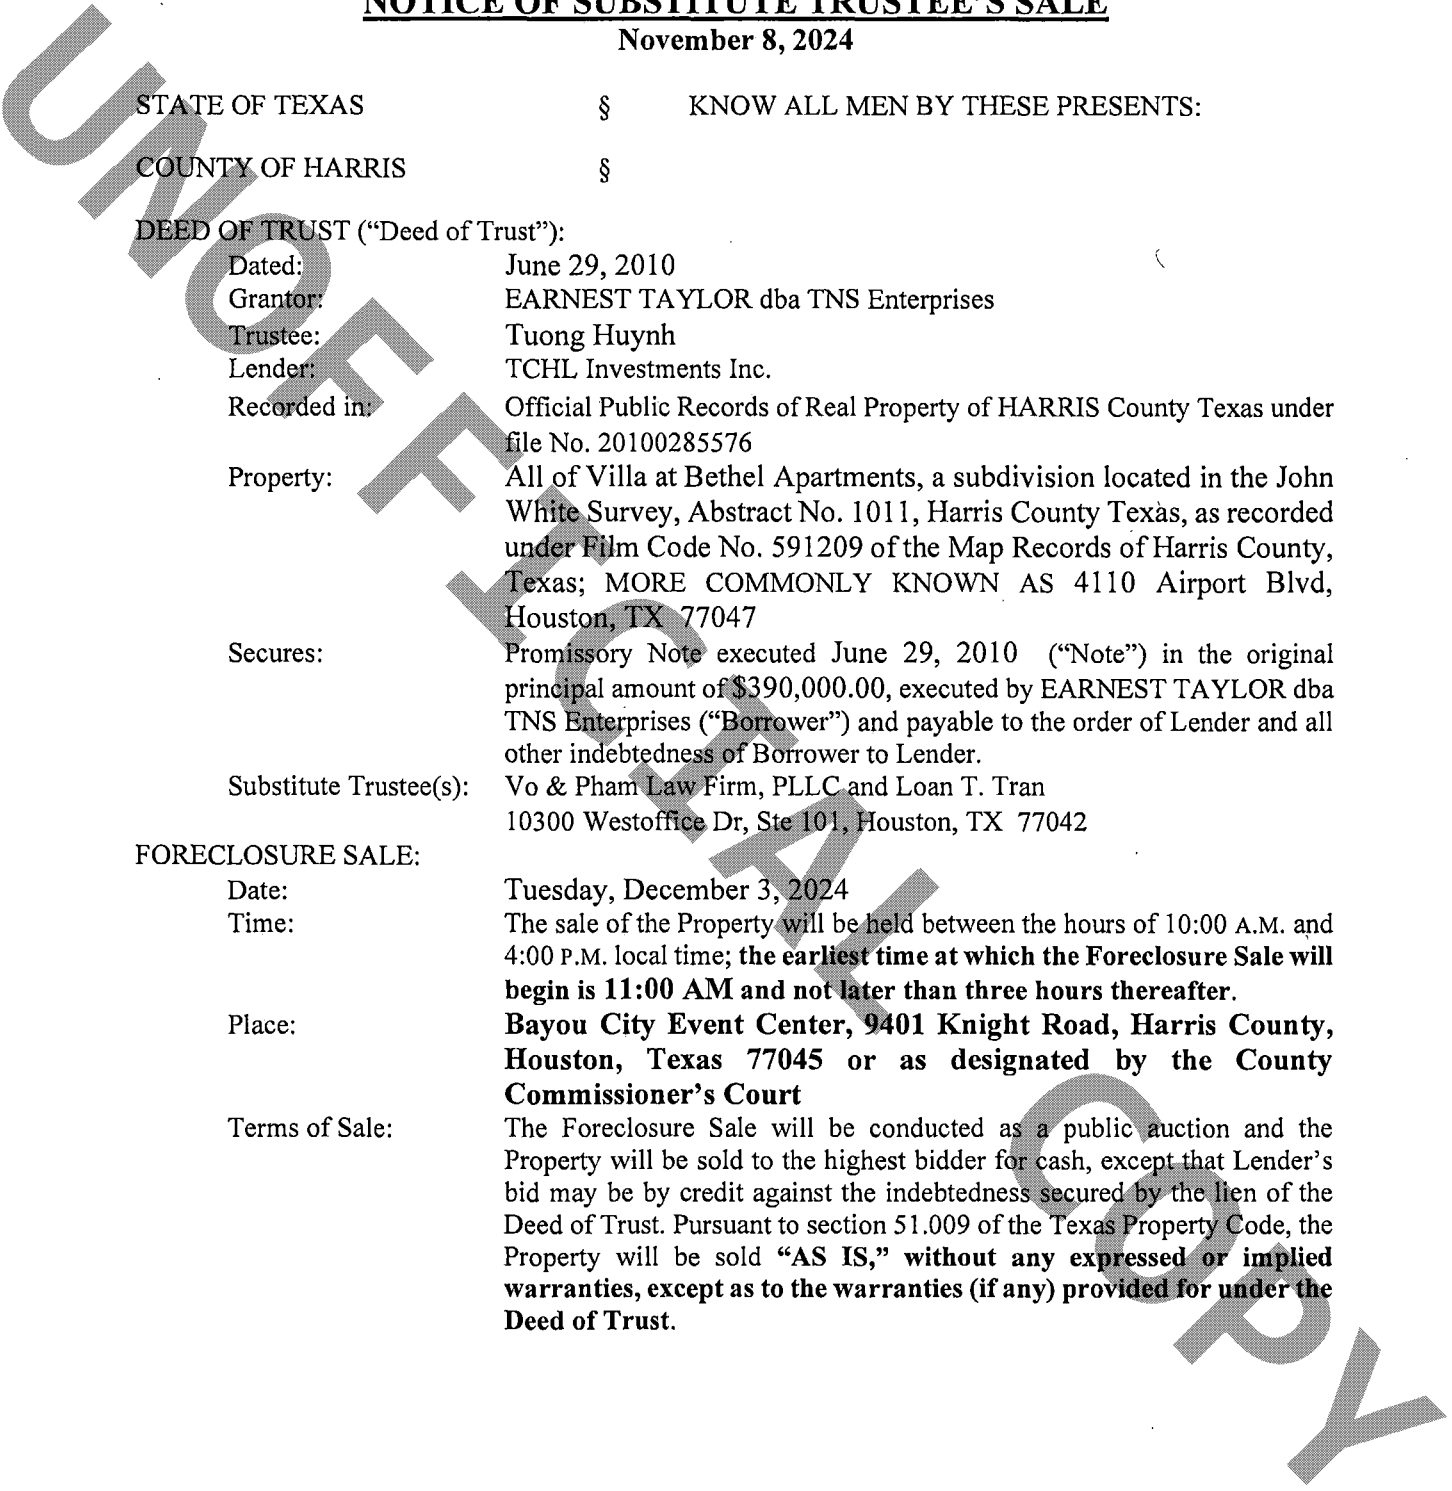 NOTICE OF SUBSTITUTE TRUSTEE'S SALE
November 8, 2024
STATE OF TEXAS § KNOW ALL MEN BY THESE PRESENTS:
COUNTY OF HARRIS §
DEED OF TRUST (“Deed of Trust”):
Dated: June 29, 2010
Grantor: EARNEST TAYLOR dba TNS Enterprises
Trustee: Tuong Huynh
Lender: TCHL Investments Inc.
Recorded in: Official Public Records of Real Property of HARRIS County Texas under
file No. 20100285576
Property: All of Villa at Bethel Apartments, a subdivision located in the John
White Survey, Abstract No. 1011, Harris County Texas, as recorded
under Film Code No. 591209 of the Map Records of Harris County,
Texas; MORE COMMONLY KNOWN AS 4110 Airport Blvd,
Houston, TX 77047
Secures: Promissory Note executed June 29, 2010 (“Note”) in the original
principal amount of $390,000.00, executed by EARNEST TAYLOR dba
TNS Enterprises (“Borrower”) and payable to the order of Lender and all
other indebtedness of Borrower to Lender.
Substitute Trustee(s): Vo & Pham Law Firm, PLLC and Loan T. Tran
10300 Westoffice Dr, Ste 101, Houston, TX 77042
FORECLOSURE SALE:
Date: Tuesday, December 3, 2024
Time: The sale of the Property will be held between the hours of 10:00 A.M. and
4:00 P.M. local time; the earliest time at which the Foreclosure Sale will
begin is 11:00 AM and not later than three hours thereafter.
Place: Bayou City Event Center, 9401 Knight Road, Harris County,
Houston, Texas 77045 or as designated by the County
Commissioner’s Court
Terms of Sale: The Foreclosure Sale will be conducted as a public auction and the
Property will be sold to the highest bidder for cash, except that Lender’s
bid may be by credit against the indebtedness secured by the lien of the
Deed of Trust. Pursuant to section 51.009 of the Texas Property Code, the
Property will be sold “AS IS,” without any expressed or implied
warranties, except as to the warranties (if any) provided for under the
Deed of Trust.
UNOFFICIAL COPY